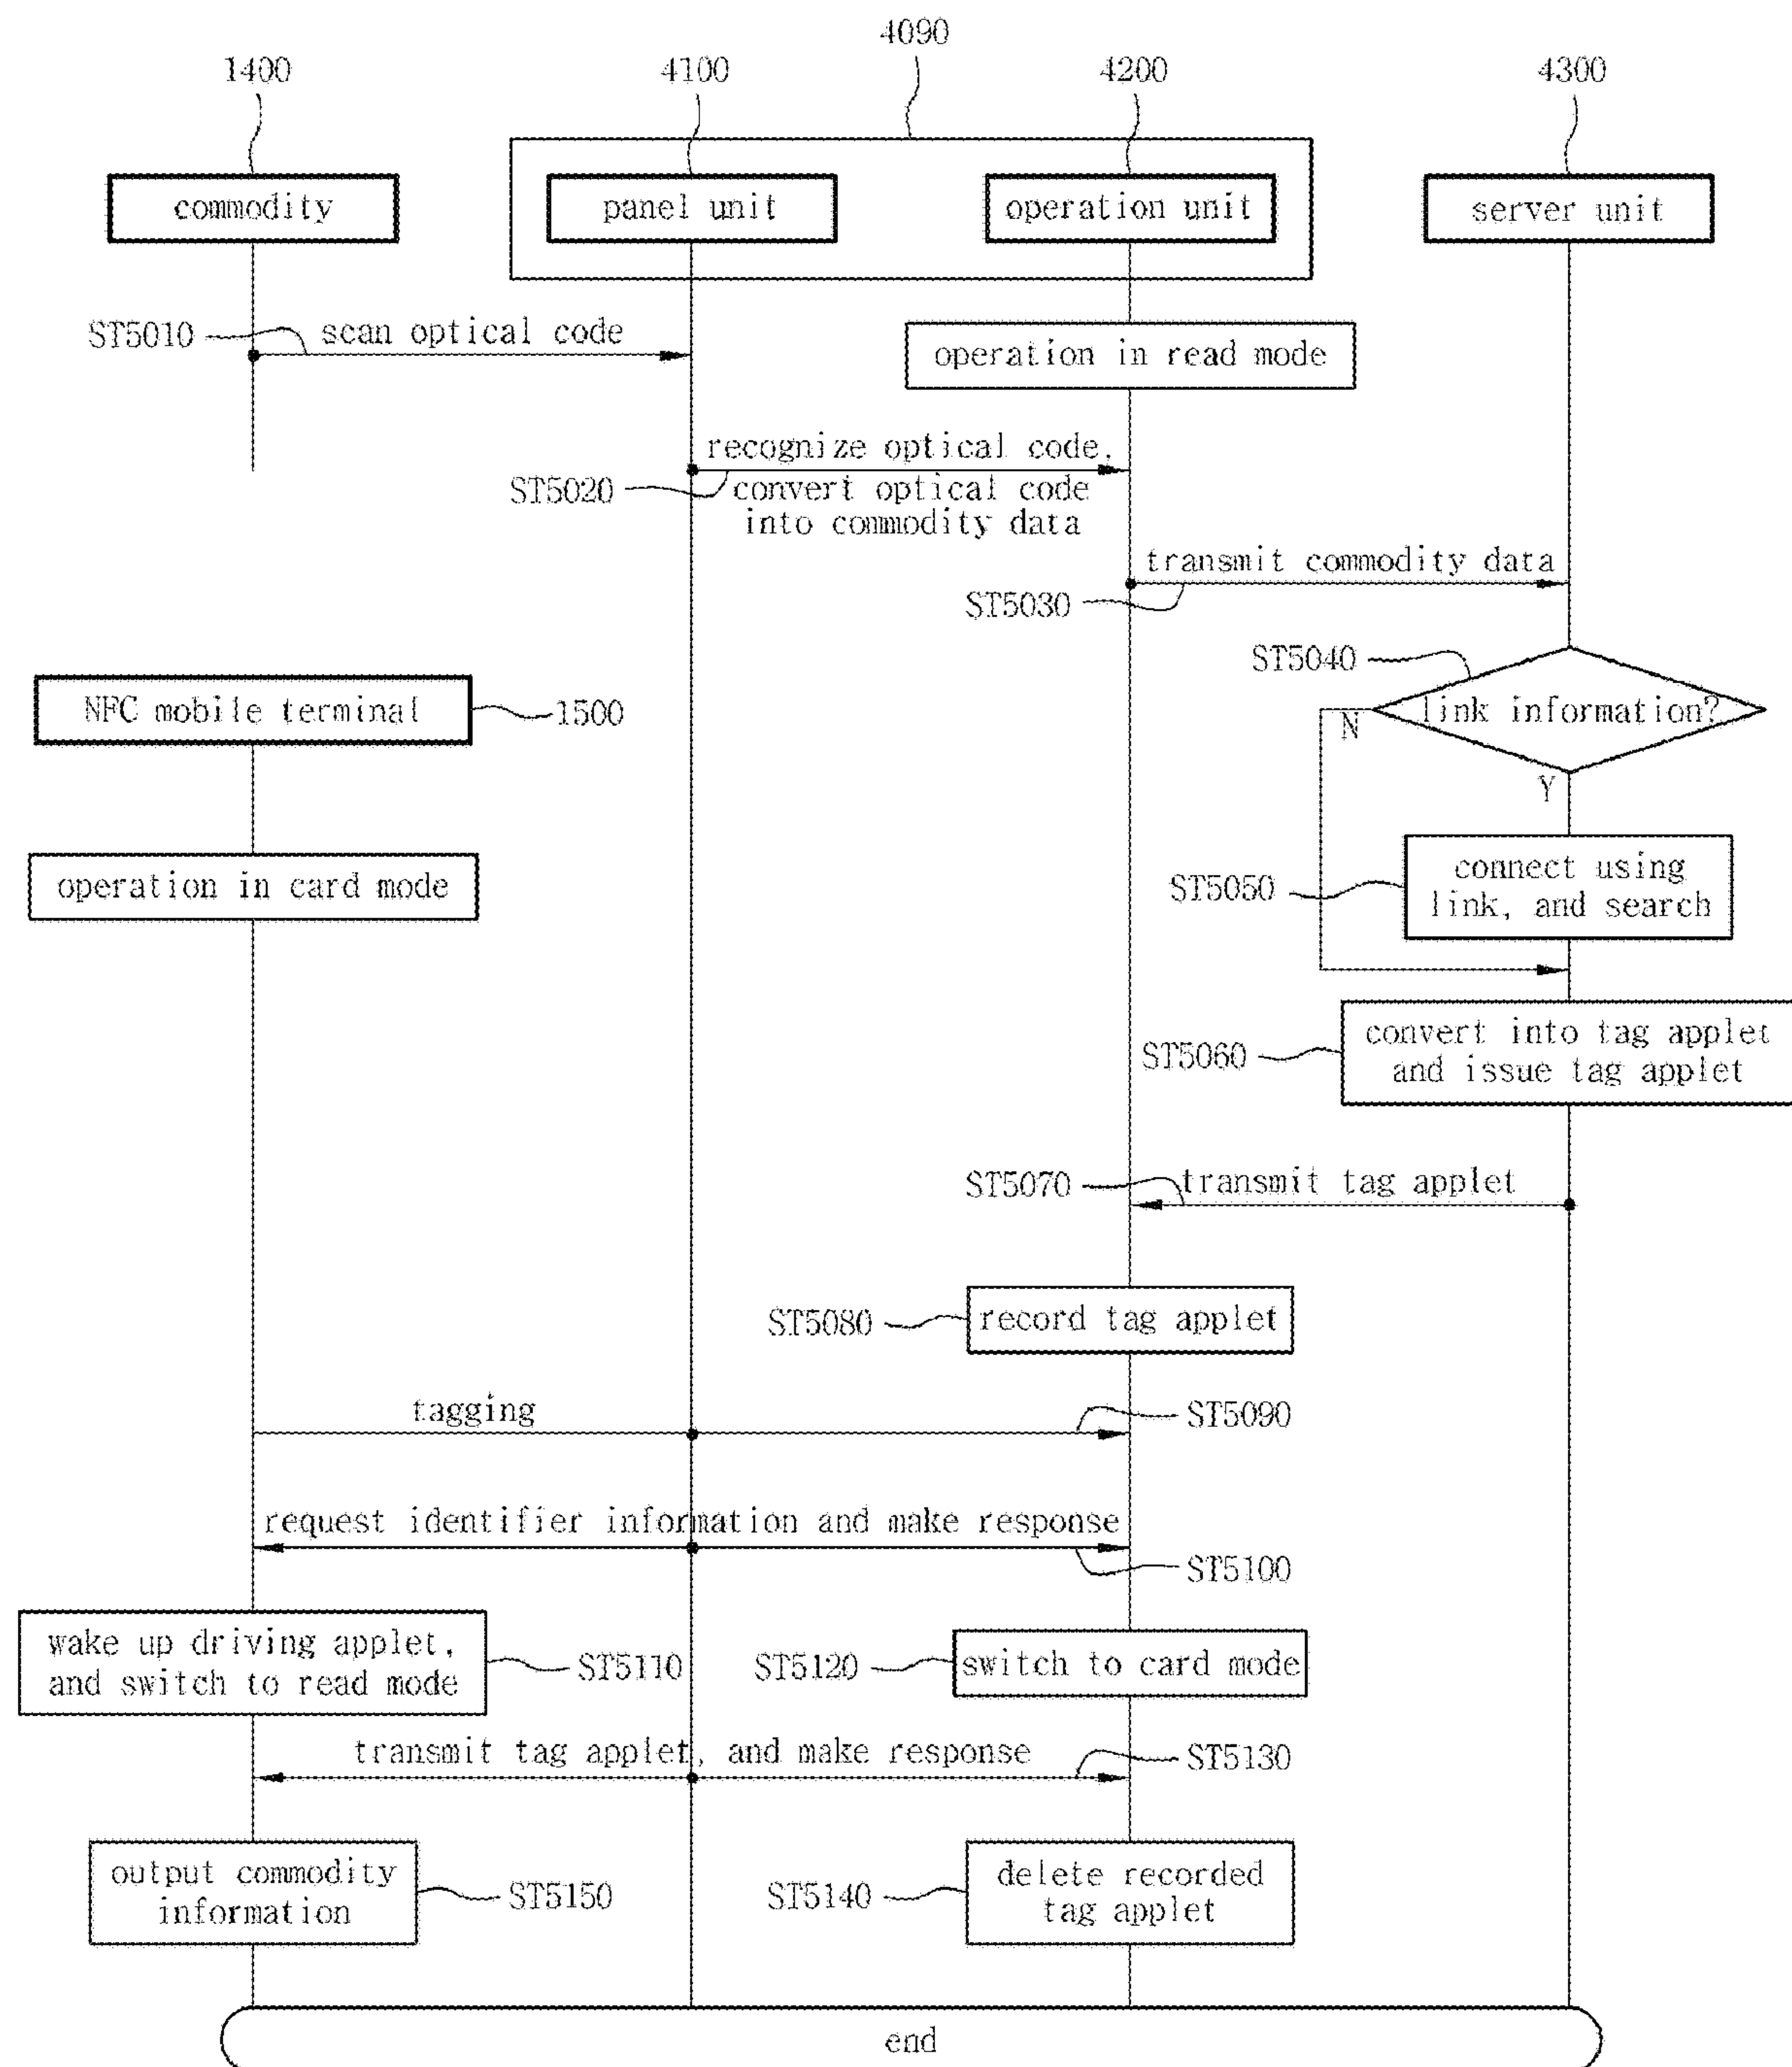 4090
1400
4100
4200
4300
commodity
panel unit
operation unit
server unit
ST5010
scan optical code
operation in read mode
recognize optical code,
ST5020
convert optical code
into commodity data
transmit commodity data
ST5030
ST5040
NFC mobile terminal
1500
link information?
N
Y
operation in card mode
ST5050
connect using
link, and search
ST5060
convert into tag applet
and issue tag applet
ST5070
transmit tag applet
ST5080
record tag applet
tagging
ST5090
request identifier information and make response
ST5100
wake up driving applet,
and switch to read mode
ST5110
ST5120
switch to card mode
transmit tag applet, and make response
ST5130
output commodity
information
ST5150
ST5140
delete recorded
tag applet
end